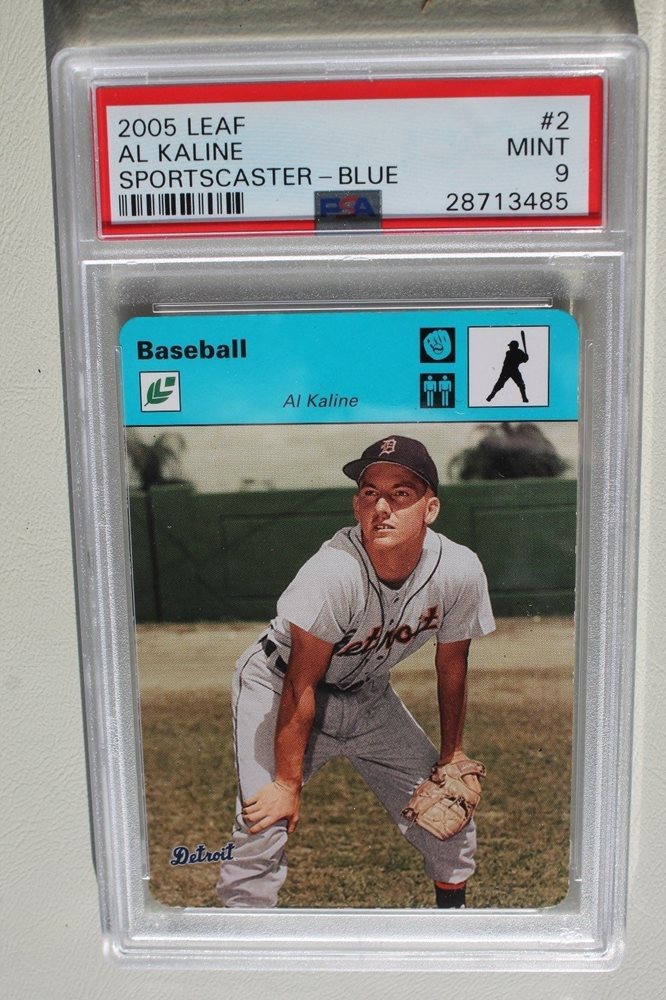 2005 LEAF #2
AL KALINE MINT
SPORTSCASTER – BLUE 9
PSA 28713485
Baseball
Al Kaline
D
Detroit
Detroit